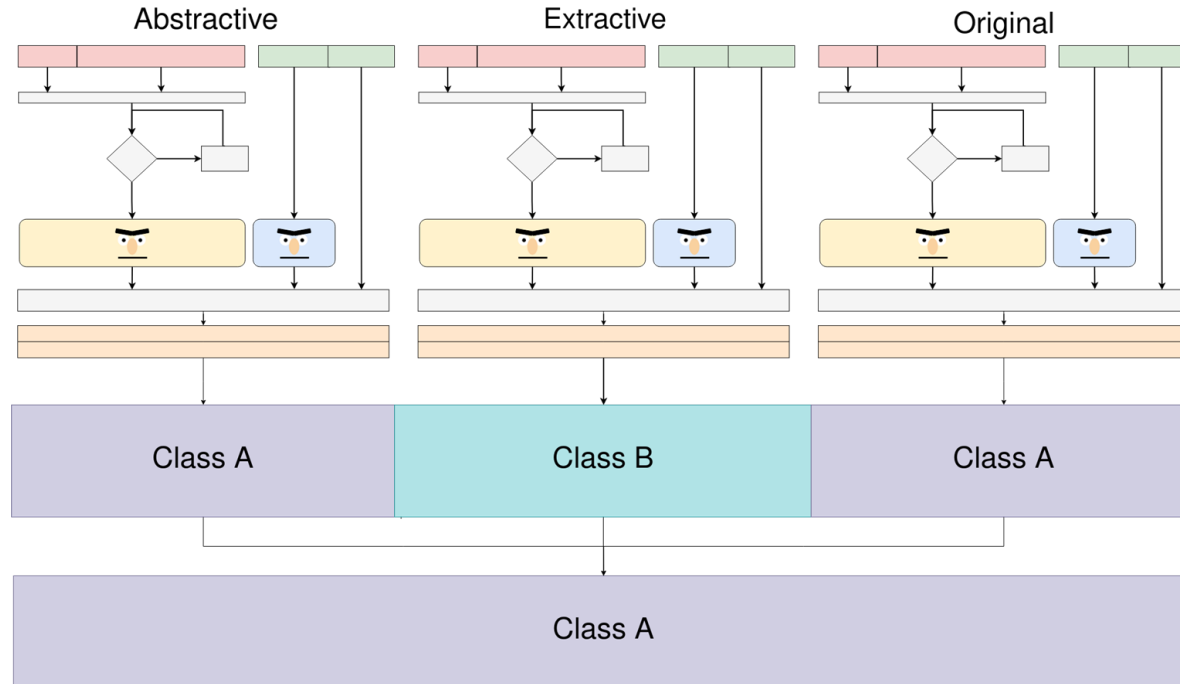 Abstractive
Extractive
Original
Class A
Class B
Class A
Class A